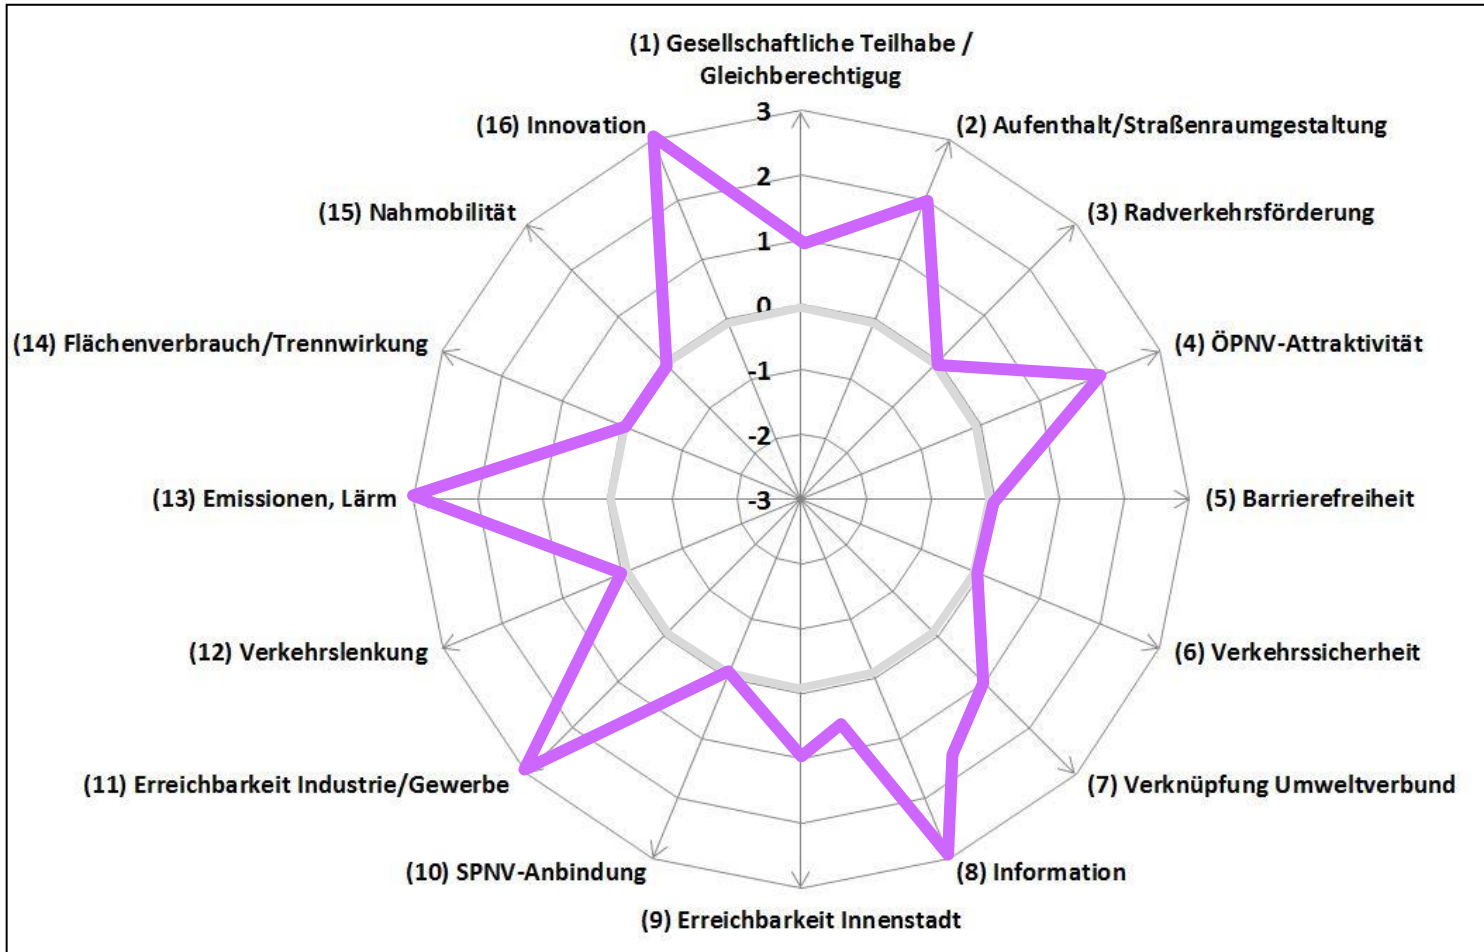 (1) Gesellschaftliche Teilhabe /
Gleichberechtigug
(2) Aufenthalt/Straßenraumgestaltung
(3) Radverkehrsförderung
(4) ÖPNV-Attraktivität
(5) Barrierefreiheit
(6) Verkehrssicherheit
(7) Verknüpfung Umweltverbund
(8) Information
(9) Erreichbarkeit Innenstadt
(10) SPNV-Anbindung
(11) Erreichbarkeit Industrie/Gewerbe
(12) Verkehrslenkung
(13) Emissionen, Lärm
(14) Flächenverbrauch/Trennwirkung
(15) Nahmobilität
(16) Innovation
3
2
1
0
-1
-2
-3